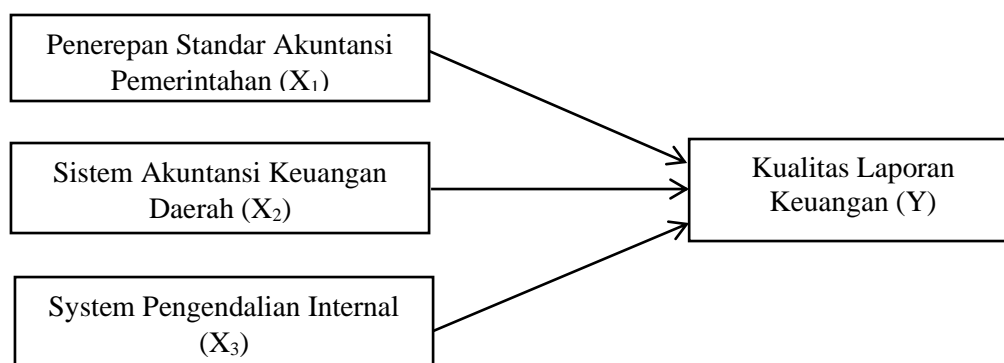 Penerepan Standar Akuntansi
Pemerintahan (X₁)
Sistem Akuntansi Keuangan
Daerah (X₂)
System Pengendalian Internal
(X₃)
Kualitas Laporan
Keuangan (Y)